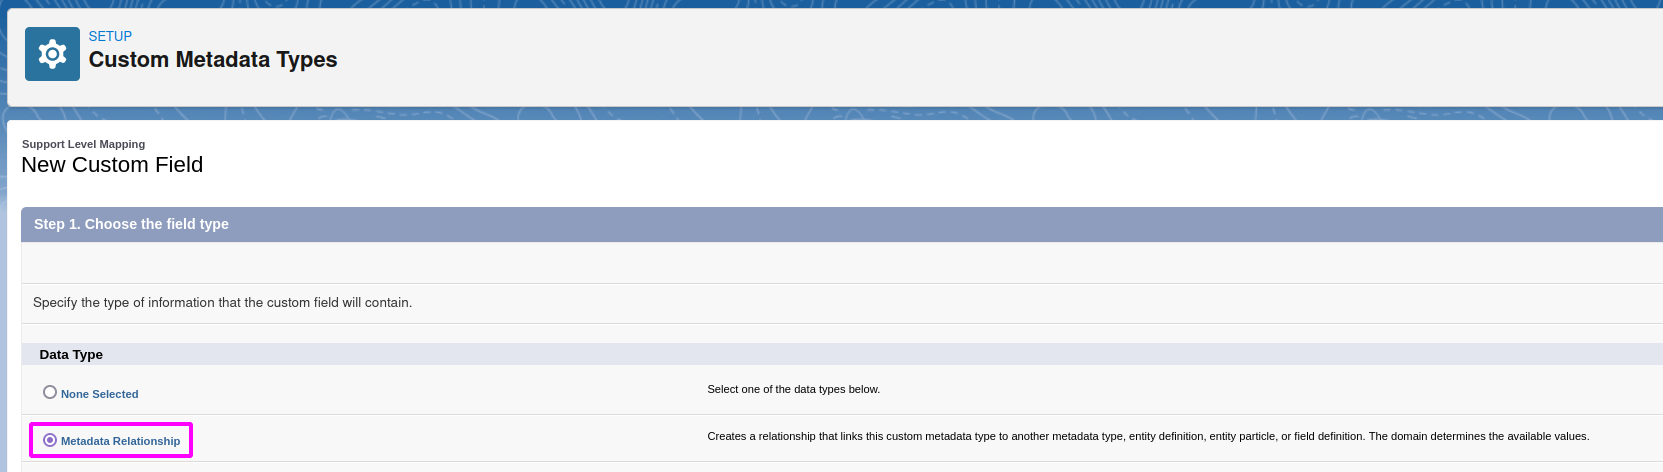 SETUP
Custom Metadata Types
Support Level Mapping
New Custom Field
Step 1. Choose the field type
Specify the type of information that the custom field will contain.
Data Type
None Selected
Select one of the data types below.
Metadata Relationship
Creates a relationship that links this custom metadata type to another metadata type, entity definition, entity particle, or field definition. The domain determines the available values.